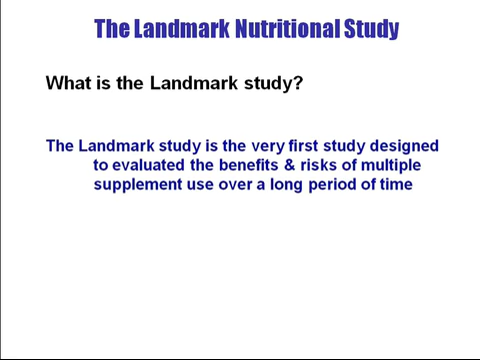 The Landmark Nutritional Study
What is the Landmark study?
The Landmark study is the very first study designed
to evaluated the benefits & risks of multiple
supplement use over a long period of time